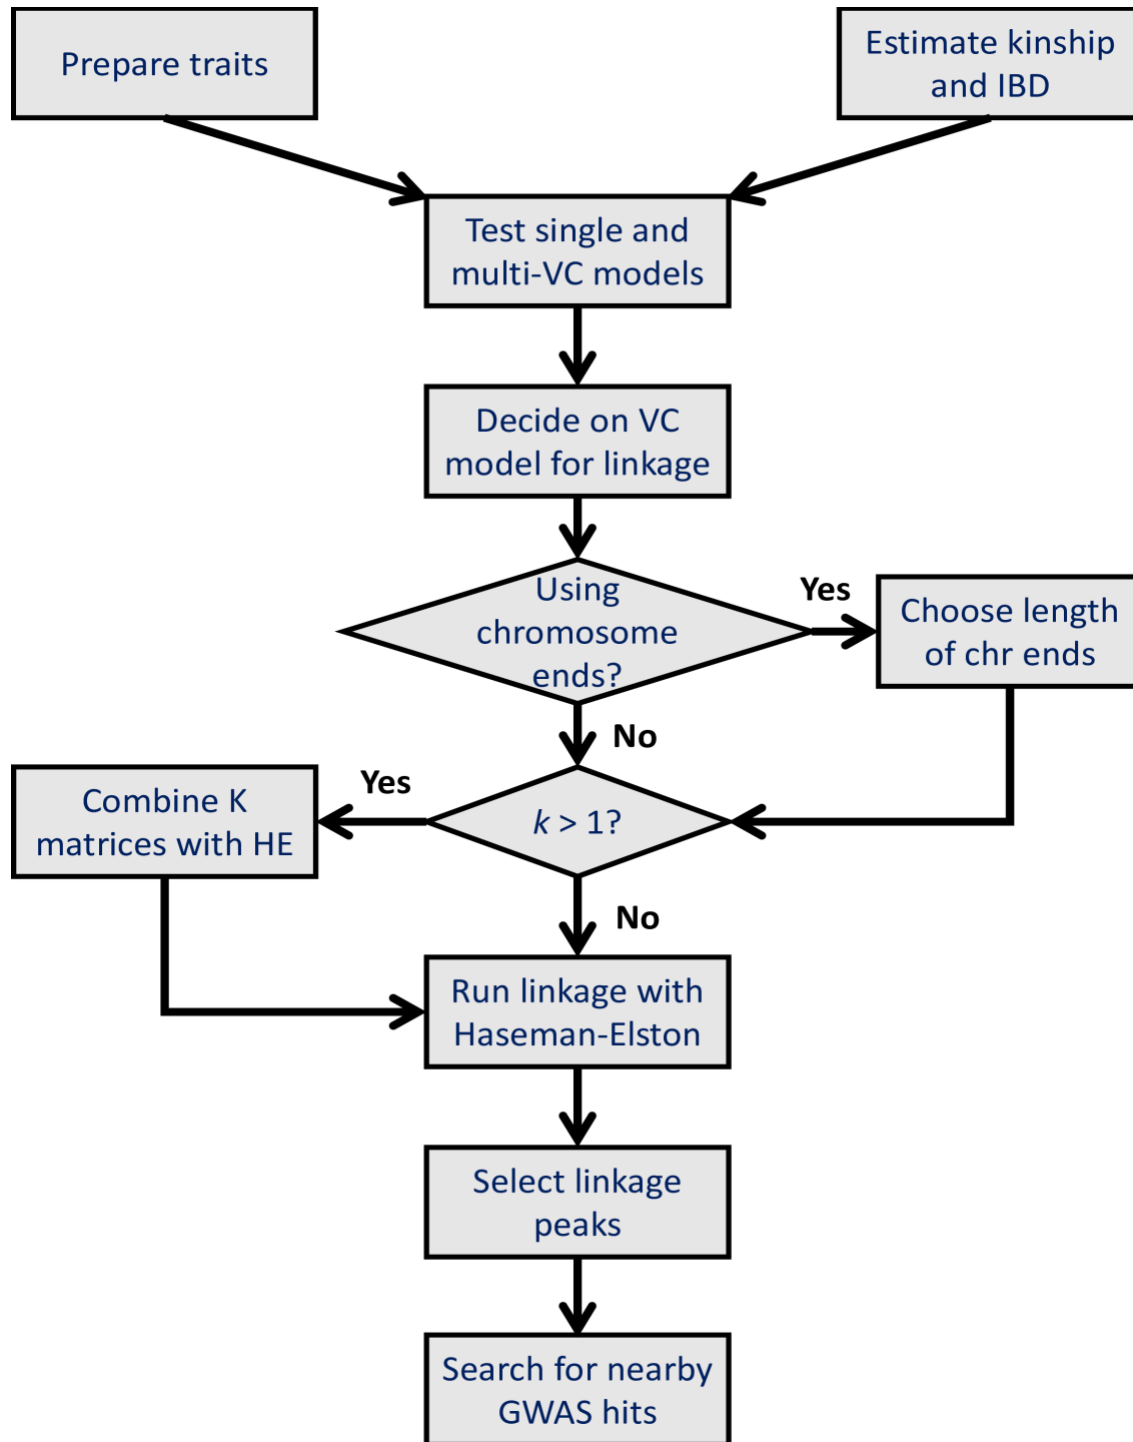 Prepare traits
Estimate kinship
and IBD
Test single and
multi-VC models
Decide on VC
model for linkage
Using
chromosome
ends?
Yes
Choose length
of chr ends
No
Combine K
matrices with HE
Yes
k > 1?
No
Run linkage with
Haseman-Elston
Select linkage
peaks
Search for nearby
GWAS hits